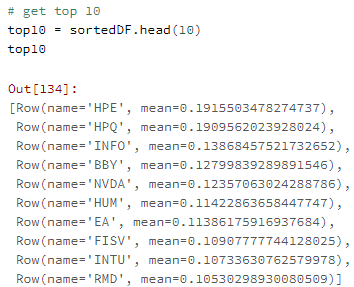 # get top 10
top10 = sortedDF.head(10)
top10
Out[134]:
[Row(name='HPE', mean=0.1915503478274737),
Row(name='HPQ', mean=0.1909562023928024),
Row(name='INFO', mean=0.13868457521732652),
Row(name='BBY', mean=0.12799839289891546),
Row(name='NVDA', mean=0.12357063024288786),
Row(name='HUM', mean=0.11422863658447747),
Row(name='EA', mean=0.11386175916937684),
Row(name='FISV', mean=0.10907777744128025),
Row(name='INTU', mean=0.10733630762579978),
Row(name='RMD', mean=0.10530298930080509)]